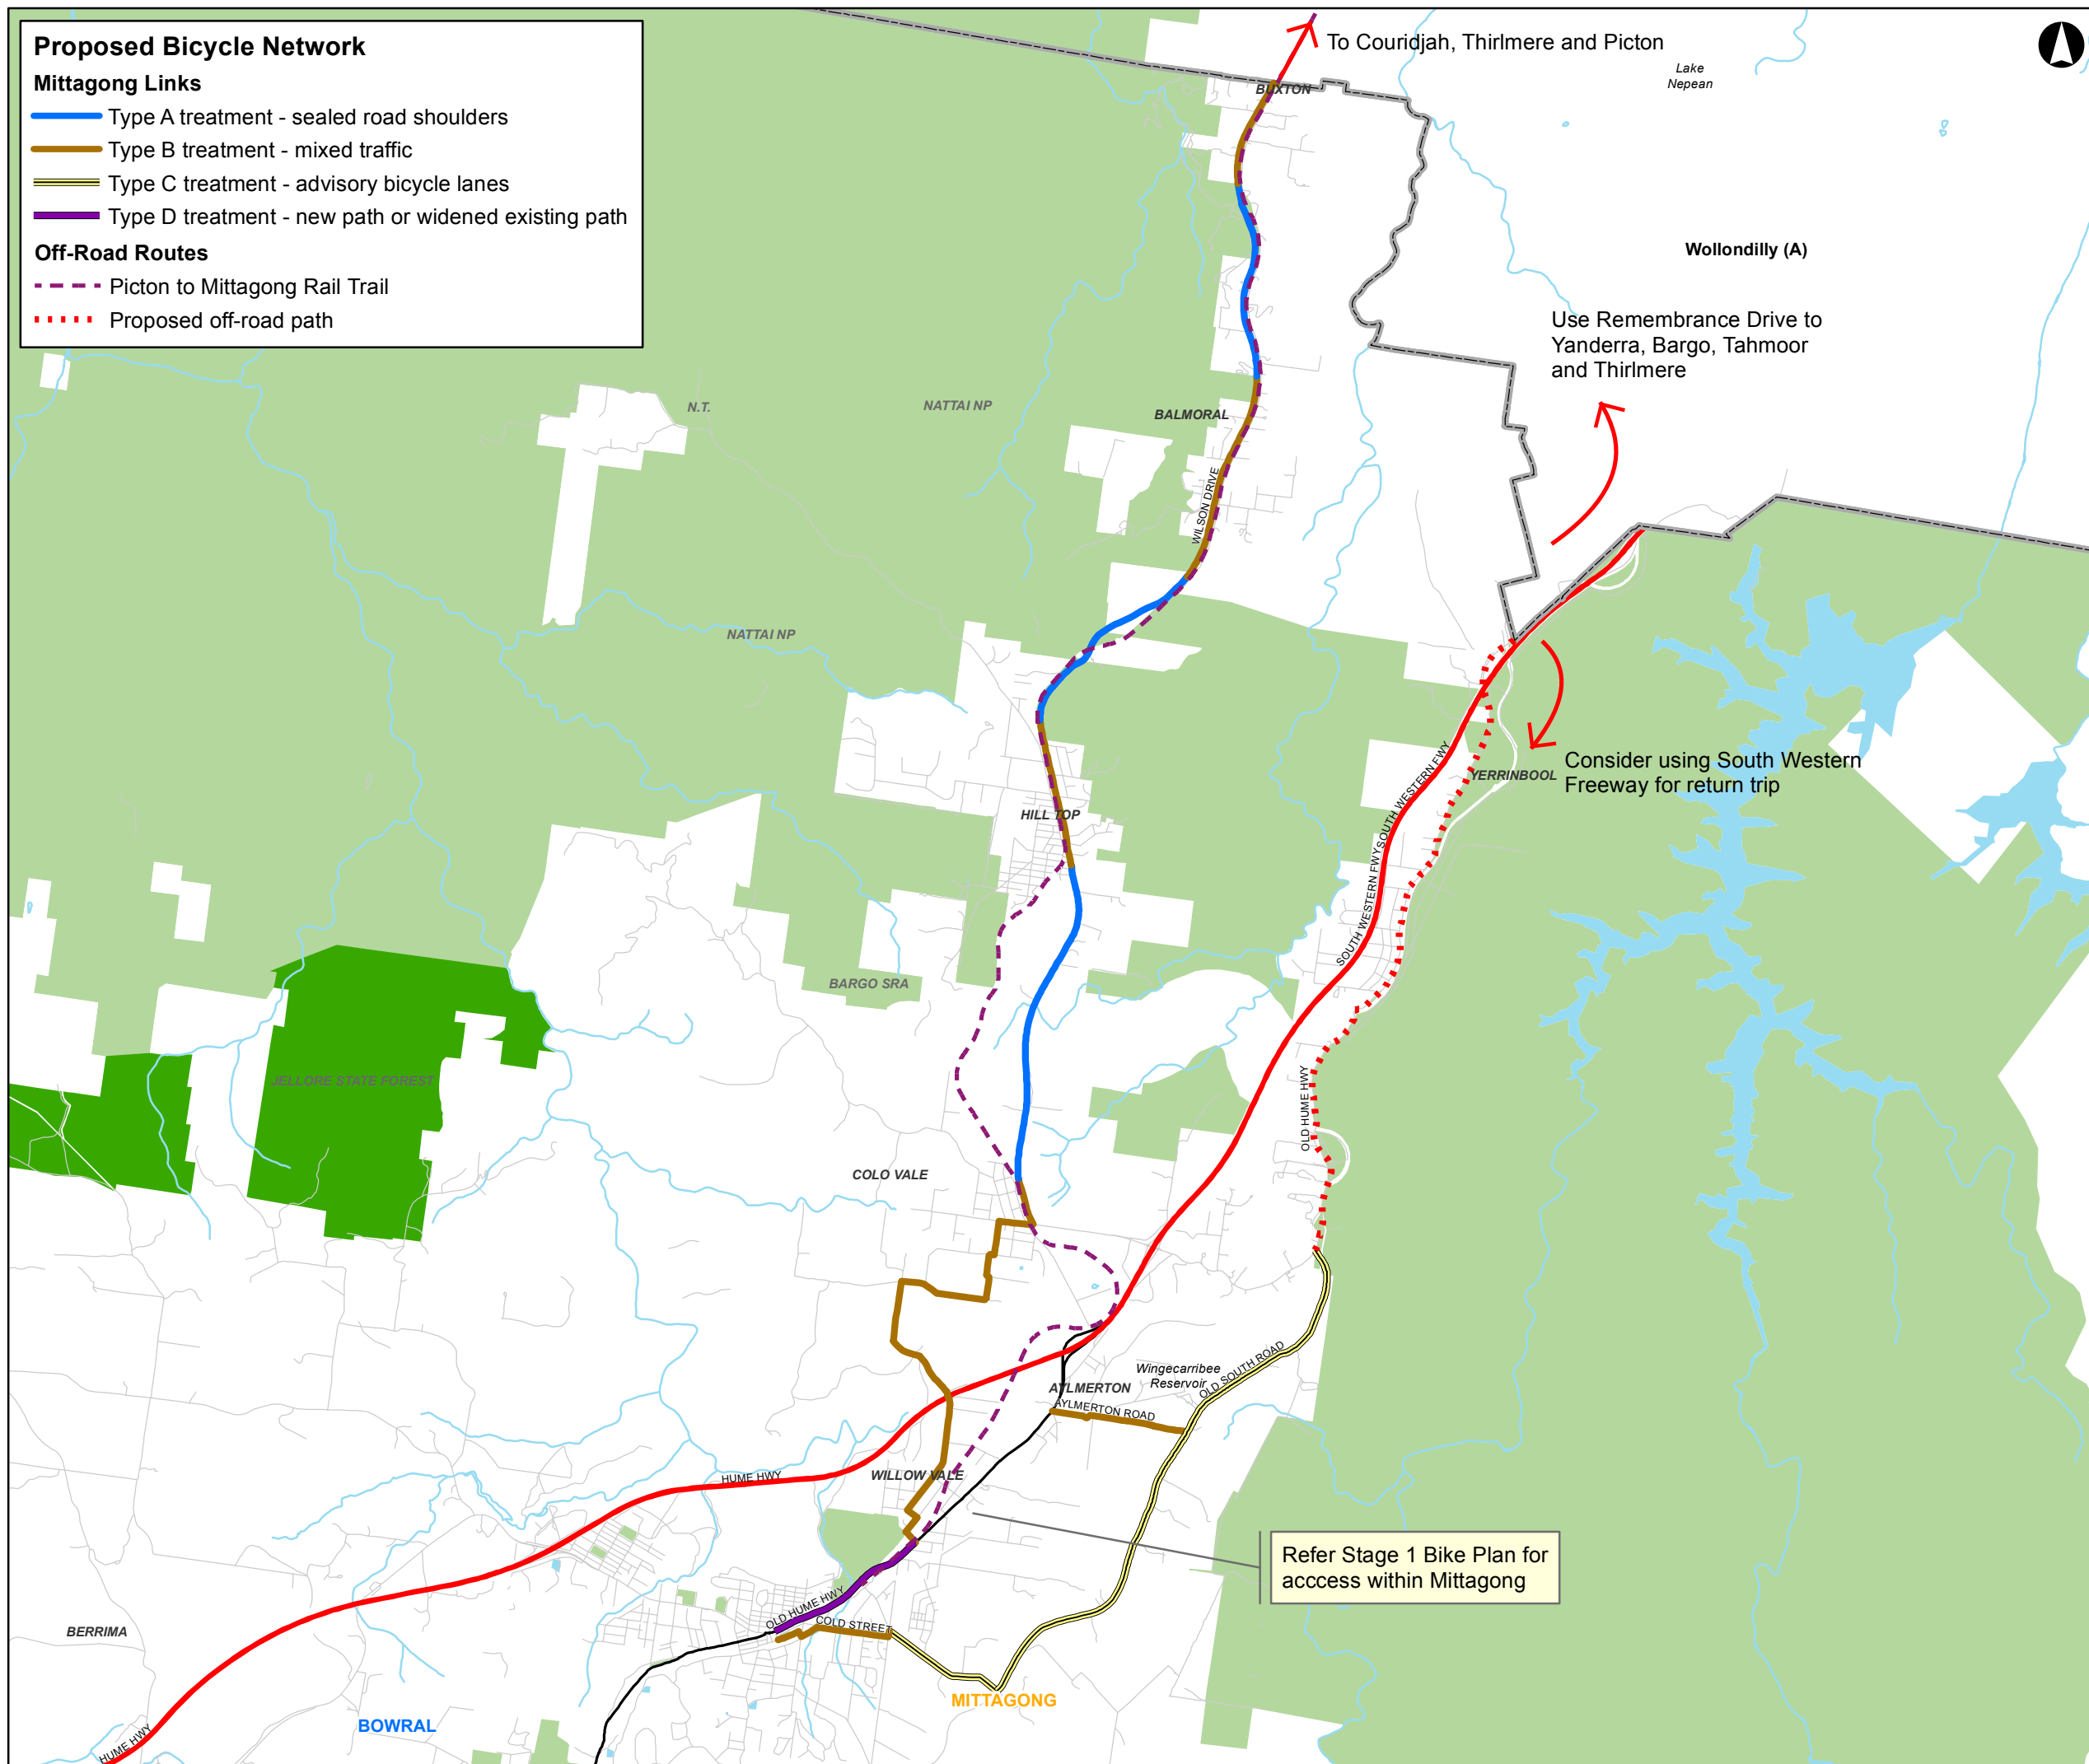 Proposed Bicycle Network
Mittagong Links
Type A treatment - sealed road shoulders
Type B treatment - mixed traffic
Type C treatment - advisory bicycle lanes
Type D treatment - new path or widened existing path
Off-Road Routes
Picton to Mittagong Rail Trail
Proposed off-road path
To Couridjah, Thirlmere and Picton
Lake
Nepean
BUXTON
Wollondilly (A)
Use Remembrance Drive to
Yanderra, Bargo, Tahmoor
and Thirlmere
N.T.
NATTAI NP
BALMORAL
WILSON DRIVE
NATTAI NP
Consider using South Western
Freeway for return trip
YERRINBOOL
SOUTH WESTERN FWY
SOUTH WESTERN FWY
HILL TOP
BARGO SRA
JELLORE STATE FOREST
OLD HUME HWY
COLO VALE
Wingecarribee
Reservoir
OLD SOUTH ROAD
AYLMERTON
AYLMERTON ROAD
HUME HWY
WILLOW VALE
Refer Stage 1 Bike Plan for
acccess within Mittagong
OLD HUME HWY
COLD STREET
BERRIMA
MITTAGONG
BOWRAL
HUME HWY